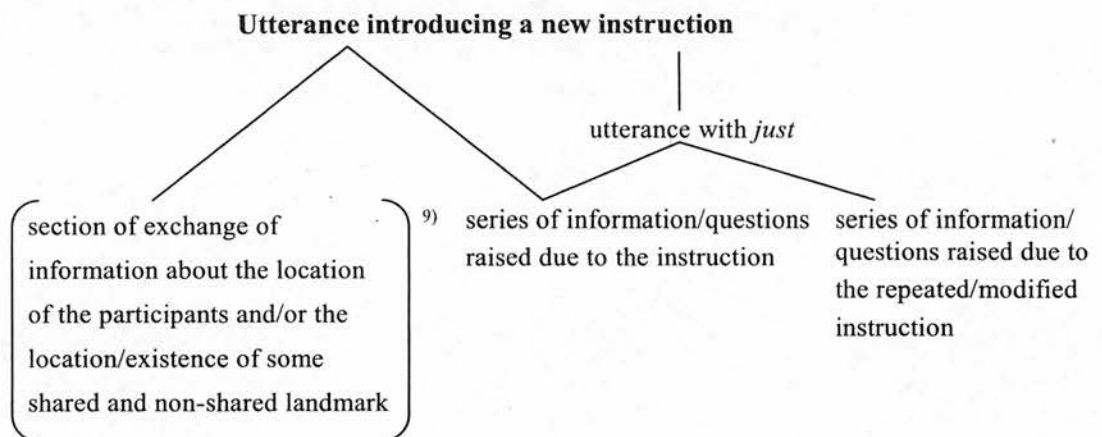 Utterance introducing a new instruction
utterance with just
section of exchange of
information about the location
of the participants and/or the
location/existence of some
shared and non-shared landmark
9)
series of information/questions
raised due to the instruction
series of information/
questions raised due to
the repeated/modified
instruction